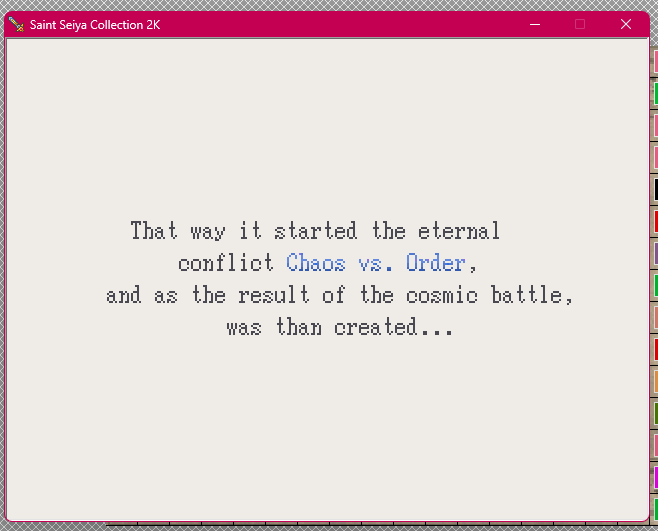 Saint Seiya Collection 2K
That way it started the eternal
conflict Chaos vs. Order,
and as the result of the cosmic battle,
was than created...